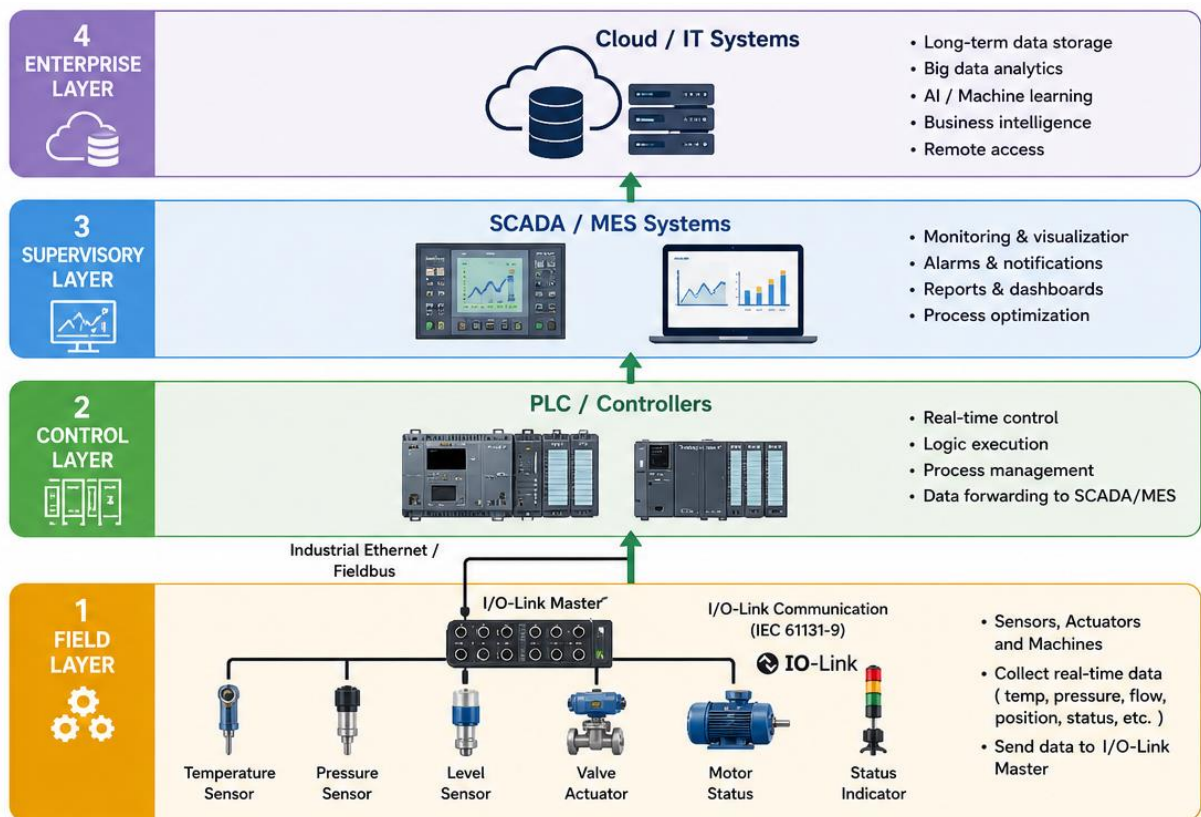 4
ENTERPRISE
LAYER
Cloud / IT Systems
• Long-term data storage
• Big data analytics
• AI / Machine learning
• Business intelligence
• Remote access
3
SUPERVISORY
LAYER
SCADA / MES Systems
• Monitoring & visualization
• Alarms & notifications
• Reports & dashboards
• Process optimization
2
CONTROL
LAYER
PLC / Controllers
• Real-time control
• Logic execution
• Process management
• Data forwarding to SCADA/MES
Industrial Ethernet /
Fieldbus
1
FIELD
LAYER
I/O-Link Master
I/O-Link Communication
(IEC 61131-9)
IO-Link
• Sensors, Actuators
and Machines
• Collect real-time data
( temp, pressure, flow,
position, status, etc. )
• Send data to I/O-Link
Master
Temperature
Sensor
Pressure
Sensor
Level
Sensor
Valve
Actuator
Motor
Status
Status
Indicator